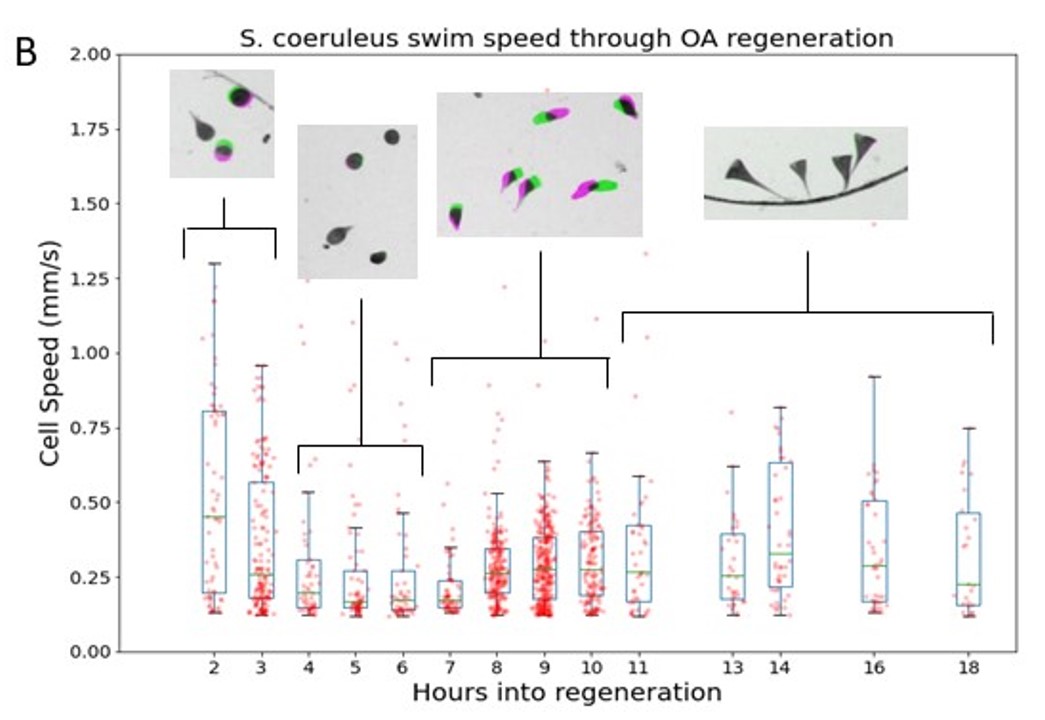 B
S. coeruleus swim speed through OA regeneration
Cell Speed (mm/s)
2.00
1.75
1.50
1.25
1.00
0.75
0.50
0.25
0.00
2 3 4 5 6 7 8 9 10 11 13 14 16 18
Hours into regeneration